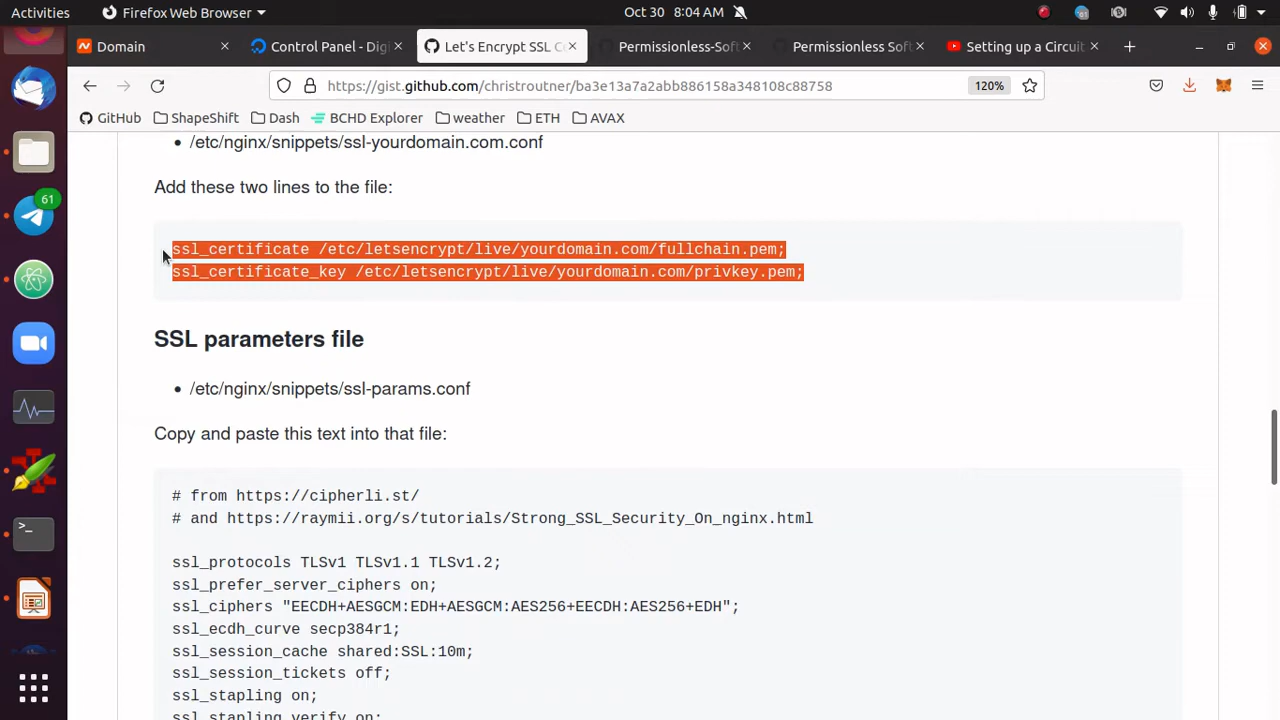 Activities
Firefox Web Browser
Oct 30 8:04 AM
Domain
Control Panel - Digi
Let's Encrypt SSL C
Permissionless-Softw
Permissionless Soft
Setting up a Circuit
https://gist.github.com/christroutner/ba3e13a7a2abb886158a348108c88758
120%
GitHub
ShapeShift
Dash
BCHD Explorer
weather
ETH
AVAX
61
• /etc/nginx/snippets/ssl-yourdomain.com.conf
Add these two lines to the file:
ssl_certificate /etc/letsencrypt/live/yourdomain.com/fullchain.pem;
ssl_certificate_key /etc/letsencrypt/live/yourdomain.com/privkey.pem;
SSL parameters file
• /etc/nginx/snippets/ssl-params.conf
Copy and paste this text into that file:
# from https://cipherli.st/
# and https://raymii.org/s/tutorials/Strong_SSL_Security_On_nginx.html
ssl_protocols TLSv1 TLSv1.1 TLSv1.2;
ssl_prefer_server_ciphers on;
ssl_ciphers "EECDH+AESGCM:EDH+AESGCM:AES256+EECDH:AES256+EDH";
ssl_ecdh_curve secp384r1;
ssl_session_cache shared:SSL:10m;
ssl_session_tickets off;
ssl_stapling on;
ssl_stapling_verify on;